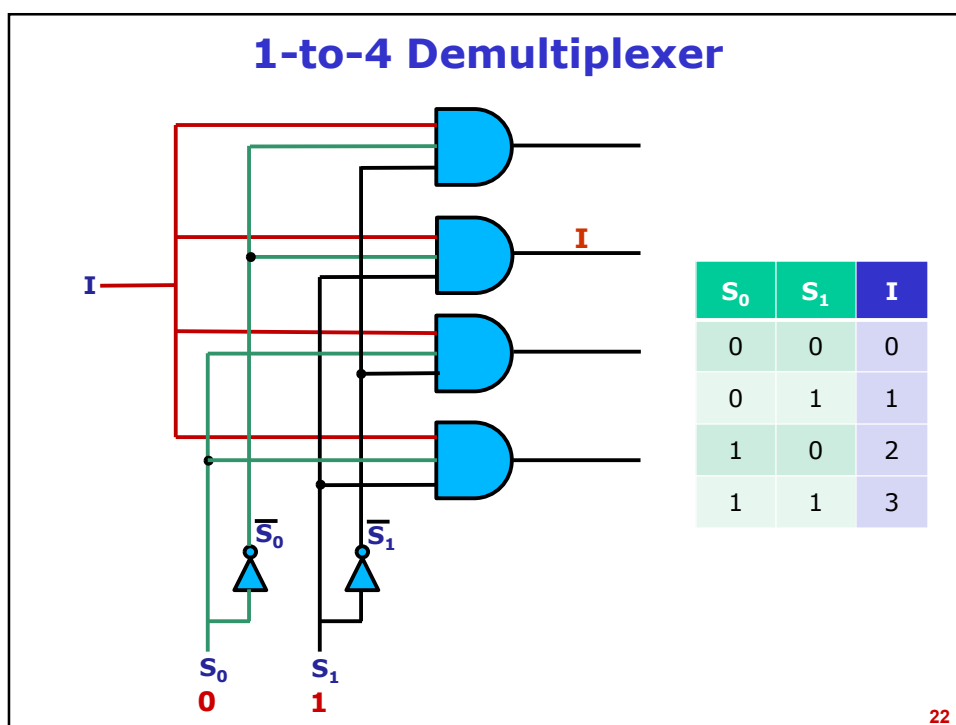 1-to-4 Demultiplexer
I
I
S₀ S₁ I
0 0 0
0 1 1
1 0 2
1 1 3
S̅₀ S̅₁
S₀ S₁
0 1
22